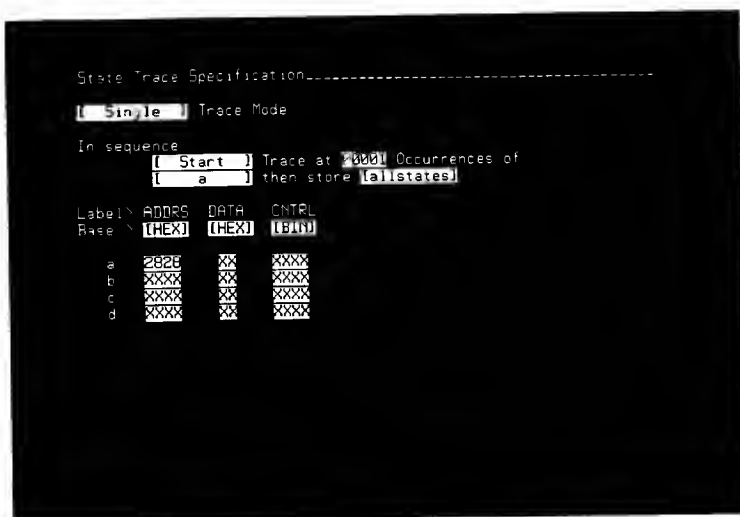 State Trace Specification
[ Single ] Trace Mode
In sequence
[ Start ] Trace at 00001 Occurrences of
[ a ] then store [allstates]
Label> ADDRS DATA CNTRL
Base > [HEX] [HEX] [BIN]
a 2828 XX XXXX
b XXXX XX XXXX
c XXXX XX XXXX
d XXXX XX XXXX